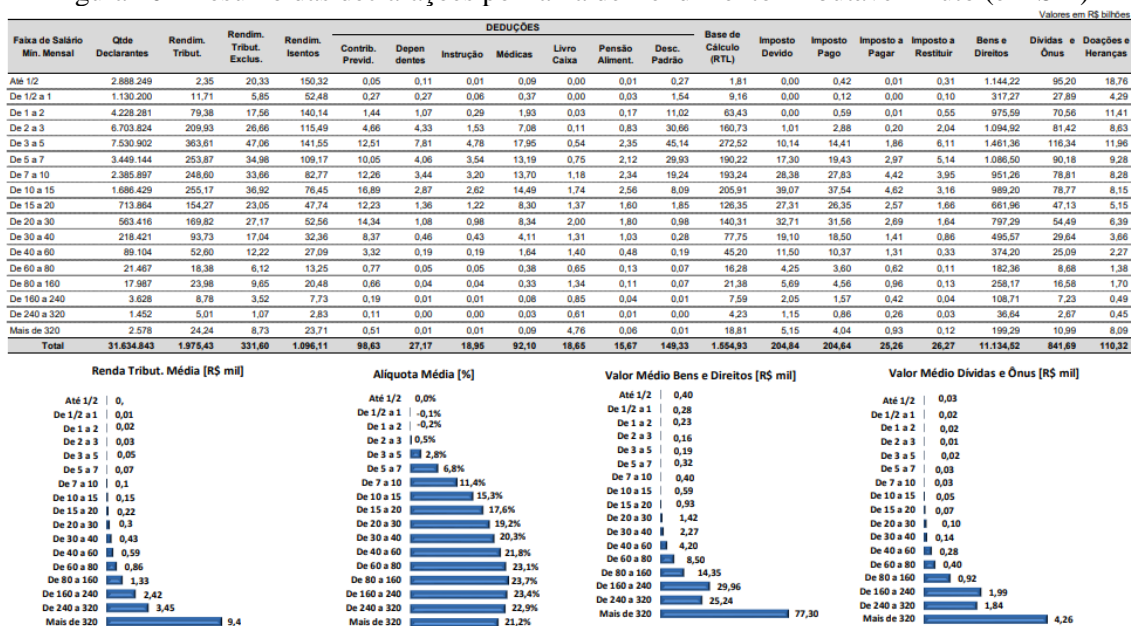 Valores em R$ bilhões
Faixa de Salário Mín. Mensal Qtde Declarantes Rendim. Tribut. Rendim. Tribut. Exclus. Rendim. Isentos DEDUÇÕES Contrib. Previd. Depen dentes Instrução Médicas Livro Caixa Pensão Aliment. Desc. Padrão Base de Cálculo (RTL) Imposto Devido Imposto Pago Imposto a Pagar Imposto a Restituir Bens e Direitos Dívidas e Ônus Doações e Heranças
Até 1/2 2.888.249 2,35 20,33 150,32 0,05 0,11 0,01 0,09 0,00 0,01 0,27 1,81 0,00 0,42 0,01 0,31 1.144,22 95,20 18,76
De 1/2 a 1 1.130.200 11,71 5,85 52,48 0,27 0,27 0,06 0,37 0,00 0,03 1,54 9,16 0,00 0,12 0,00 0,10 317,27 27,89 4,29
De 1 a 2 4.228.281 79,38 17,56 140,14 1,44 1,07 0,29 1,93 0,03 0,17 11,02 63,43 0,00 0,59 0,01 0,55 975,59 70,56 11,41
De 2 a 3 6.703.824 209,93 26,66 115,49 4,66 4,33 1,53 7,08 0,11 0,83 30,66 160,73 1,01 2,88 0,20 2,04 1.094,92 81,42 8,63
De 3 a 5 7.530.902 363,61 47,06 141,55 12,51 7,81 4,78 17,95 0,54 2,35 45,14 272,52 10,14 14,41 1,86 6,11 1.461,36 116,34 11,96
De 5 a 7 3.449.144 253,87 34,98 109,17 10,05 4,06 3,54 13,19 0,75 2,12 29,93 190,22 17,30 19,43 2,97 5,14 1.086,50 90,18 9,28
De 7 a 10 2.385.897 248,60 33,66 82,77 12,26 3,44 3,20 13,70 1,18 2,34 19,24 193,24 28,38 27,83 4,42 3,95 951,26 78,81 8,28
De 10 a 15 1.686.429 255,17 36,92 76,45 16,89 2,87 2,62 14,49 1,74 2,56 8,09 205,91 39,07 37,54 4,62 3,16 989,20 78,77 8,15
De 15 a 20 713.864 154,27 23,05 47,74 12,23 1,36 1,22 8,30 1,37 1,60 1,85 126,35 27,31 26,35 2,57 1,66 661,96 47,13 5,15
De 20 a 30 563.416 169,82 27,17 52,56 14,34 1,08 0,98 8,34 2,00 1,80 0,98 140,31 32,71 31,56 2,69 1,64 797,29 54,49 6,39
De 30 a 40 218.421 93,73 17,04 32,36 8,37 0,46 0,43 4,11 1,31 1,03 0,28 77,75 19,10 18,50 1,41 0,86 495,57 29,64 3,66
De 40 a 60 89.104 52,60 12,22 27,09 3,32 0,19 0,19 1,64 1,40 0,48 0,19 45,20 11,50 10,37 1,31 0,33 374,20 25,09 2,27
De 60 a 80 21.467 18,38 6,12 13,25 0,77 0,05 0,05 0,38 0,65 0,13 0,07 16,28 4,25 3,60 0,62 0,11 182,36 8,68 1,38
De 80 a 160 17.987 23,98 9,65 20,48 0,66 0,04 0,04 0,33 1,34 0,11 0,07 21,38 5,69 4,56 0,96 0,13 258,17 16,58 1,70
De 160 a 240 3.628 8,78 3,52 7,73 0,19 0,01 0,01 0,08 0,85 0,04 0,01 7,59 2,05 1,57 0,42 0,04 108,71 7,23 0,49
De 240 a 320 1.452 5,01 1,07 2,83 0,11 0,00 0,00 0,03 0,61 0,01 0,00 4,23 1,15 0,86 0,26 0,03 36,64 2,67 0,45
Mais de 320 2.578 24,24 8,73 23,71 0,51 0,01 0,01 0,09 4,76 0,06 0,01 18,81 5,15 4,04 0,93 0,12 199,29 10,99 8,09
Total 31.634.843 1.975,43 331,60 1.096,11 98,63 27,17 18,95 92,10 18,65 15,67 149,33 1.554,93 204,84 204,64 25,26 26,27 11.134,52 841,69 110,32
Renda Tribut. Média [R$ mil]
Até 1/2 0,
De 1/2 a 1 0,01
De 1 a 2 0,02
De 2 a 3 0,03
De 3 a 5 0,05
De 5 a 7 0,07
De 7 a 10 0,1
De 10 a 15 0,15
De 15 a 20 0,22
De 20 a 30 0,3
De 30 a 40 0,43
De 40 a 60 0,59
De 60 a 80 0,86
De 80 a 160 1,33
De 160 a 240 2,42
De 240 a 320 3,45
Mais de 320 9,4
Alíquota Média [%]
Até 1/2 0,0%
De 1/2 a 1 -0,1%
De 1 a 2 -0,2%
De 2 a 3 0,5%
De 3 a 5 2,8%
De 5 a 7 6,8%
De 7 a 10 11,4%
De 10 a 15 15,3%
De 15 a 20 17,6%
De 20 a 30 19,2%
De 30 a 40 20,3%
De 40 a 60 21,8%
De 60 a 80 23,1%
De 80 a 160 23,7%
De 160 a 240 23,4%
De 240 a 320 22,9%
Mais de 320 21,2%
Valor Médio Bens e Direitos [R$ mil]
Até 1/2 0,40
De 1/2 a 1 0,28
De 1 a 2 0,23
De 2 a 3 0,16
De 3 a 5 0,19
De 5 a 7 0,32
De 7 a 10 0,40
De 10 a 15 0,59
De 15 a 20 0,93
De 20 a 30 1,42
De 30 a 40 2,27
De 40 a 60 4,20
De 60 a 80 8,50
De 80 a 160 14,35
De 160 a 240 29,96
De 240 a 320 25,24
Mais de 320 77,30
Valor Médio Dívidas e Ônus [R$ mil]
Até 1/2 0,03
De 1/2 a 1 0,02
De 1 a 2 0,02
De 2 a 3 0,01
De 3 a 5 0,02
De 5 a 7 0,03
De 7 a 10 0,03
De 10 a 15 0,05
De 15 a 20 0,07
De 20 a 30 0,10
De 30 a 40 0,14
De 40 a 60 0,28
De 60 a 80 0,40
De 80 a 160 0,92
De 160 a 240 1,99
De 240 a 320 1,84
Mais de 320 4,26